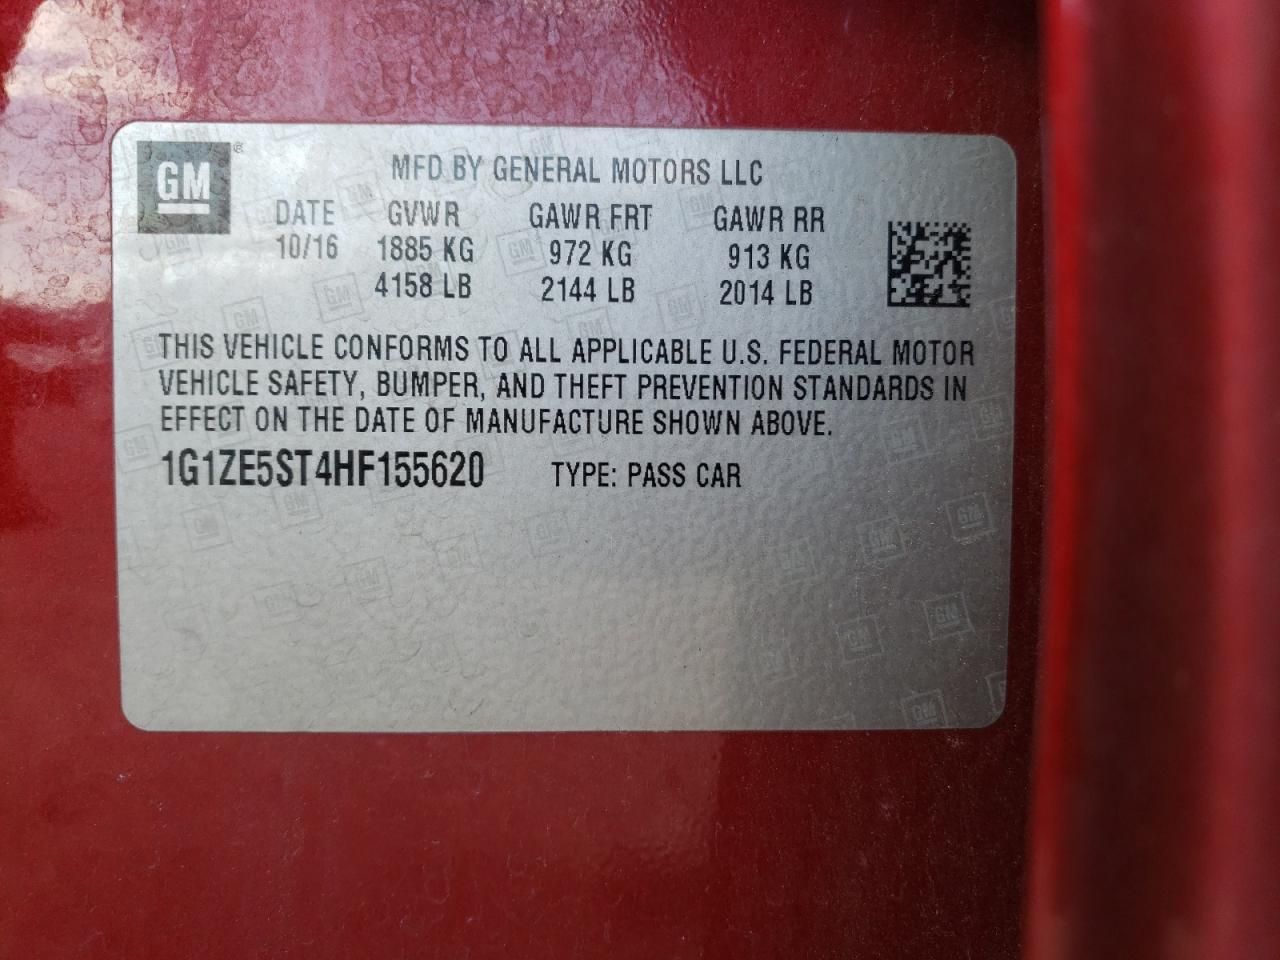 GM®
MFD BY GENERAL MOTORS LLC
DATE GVWR GAWR FRT GAWR RR
10/16 1885 KG 972 KG 913 KG
4158 LB 2144 LB 2014 LB
THIS VEHICLE CONFORMS TO ALL APPLICABLE U.S. FEDERAL MOTOR
VEHICLE SAFETY, BUMPER, AND THEFT PREVENTION STANDARDS IN
EFFECT ON THE DATE OF MANUFACTURE SHOWN ABOVE.
1G1ZE5ST4HF155620 TYPE: PASS CAR